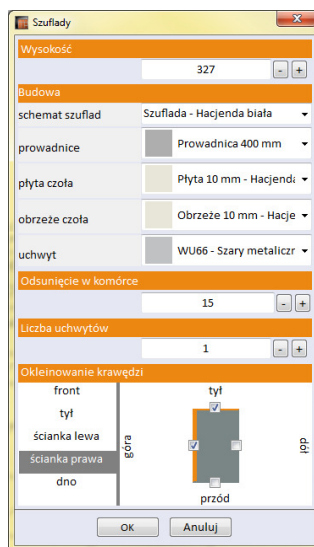 Szuflady
Wysokość
327
- +
Budowa
schemat szuflad Szuflada - Hacjenda biała
prowadnice Prowadnica 400 mm
płyta czoła Płyta 10 mm - Hacjenda
obrzeże czoła Obrzeże 10 mm - Hacje
uchwyt WU66 - Szary metaliczr
Odsunięcie w komórce
15
- +
Liczba uchwytów
1
- +
Okleinowanie krawędzi
front
tył
ścianka lewa
ścianka prawa
dno
tył
góra
dół
przód
OK Anuluj